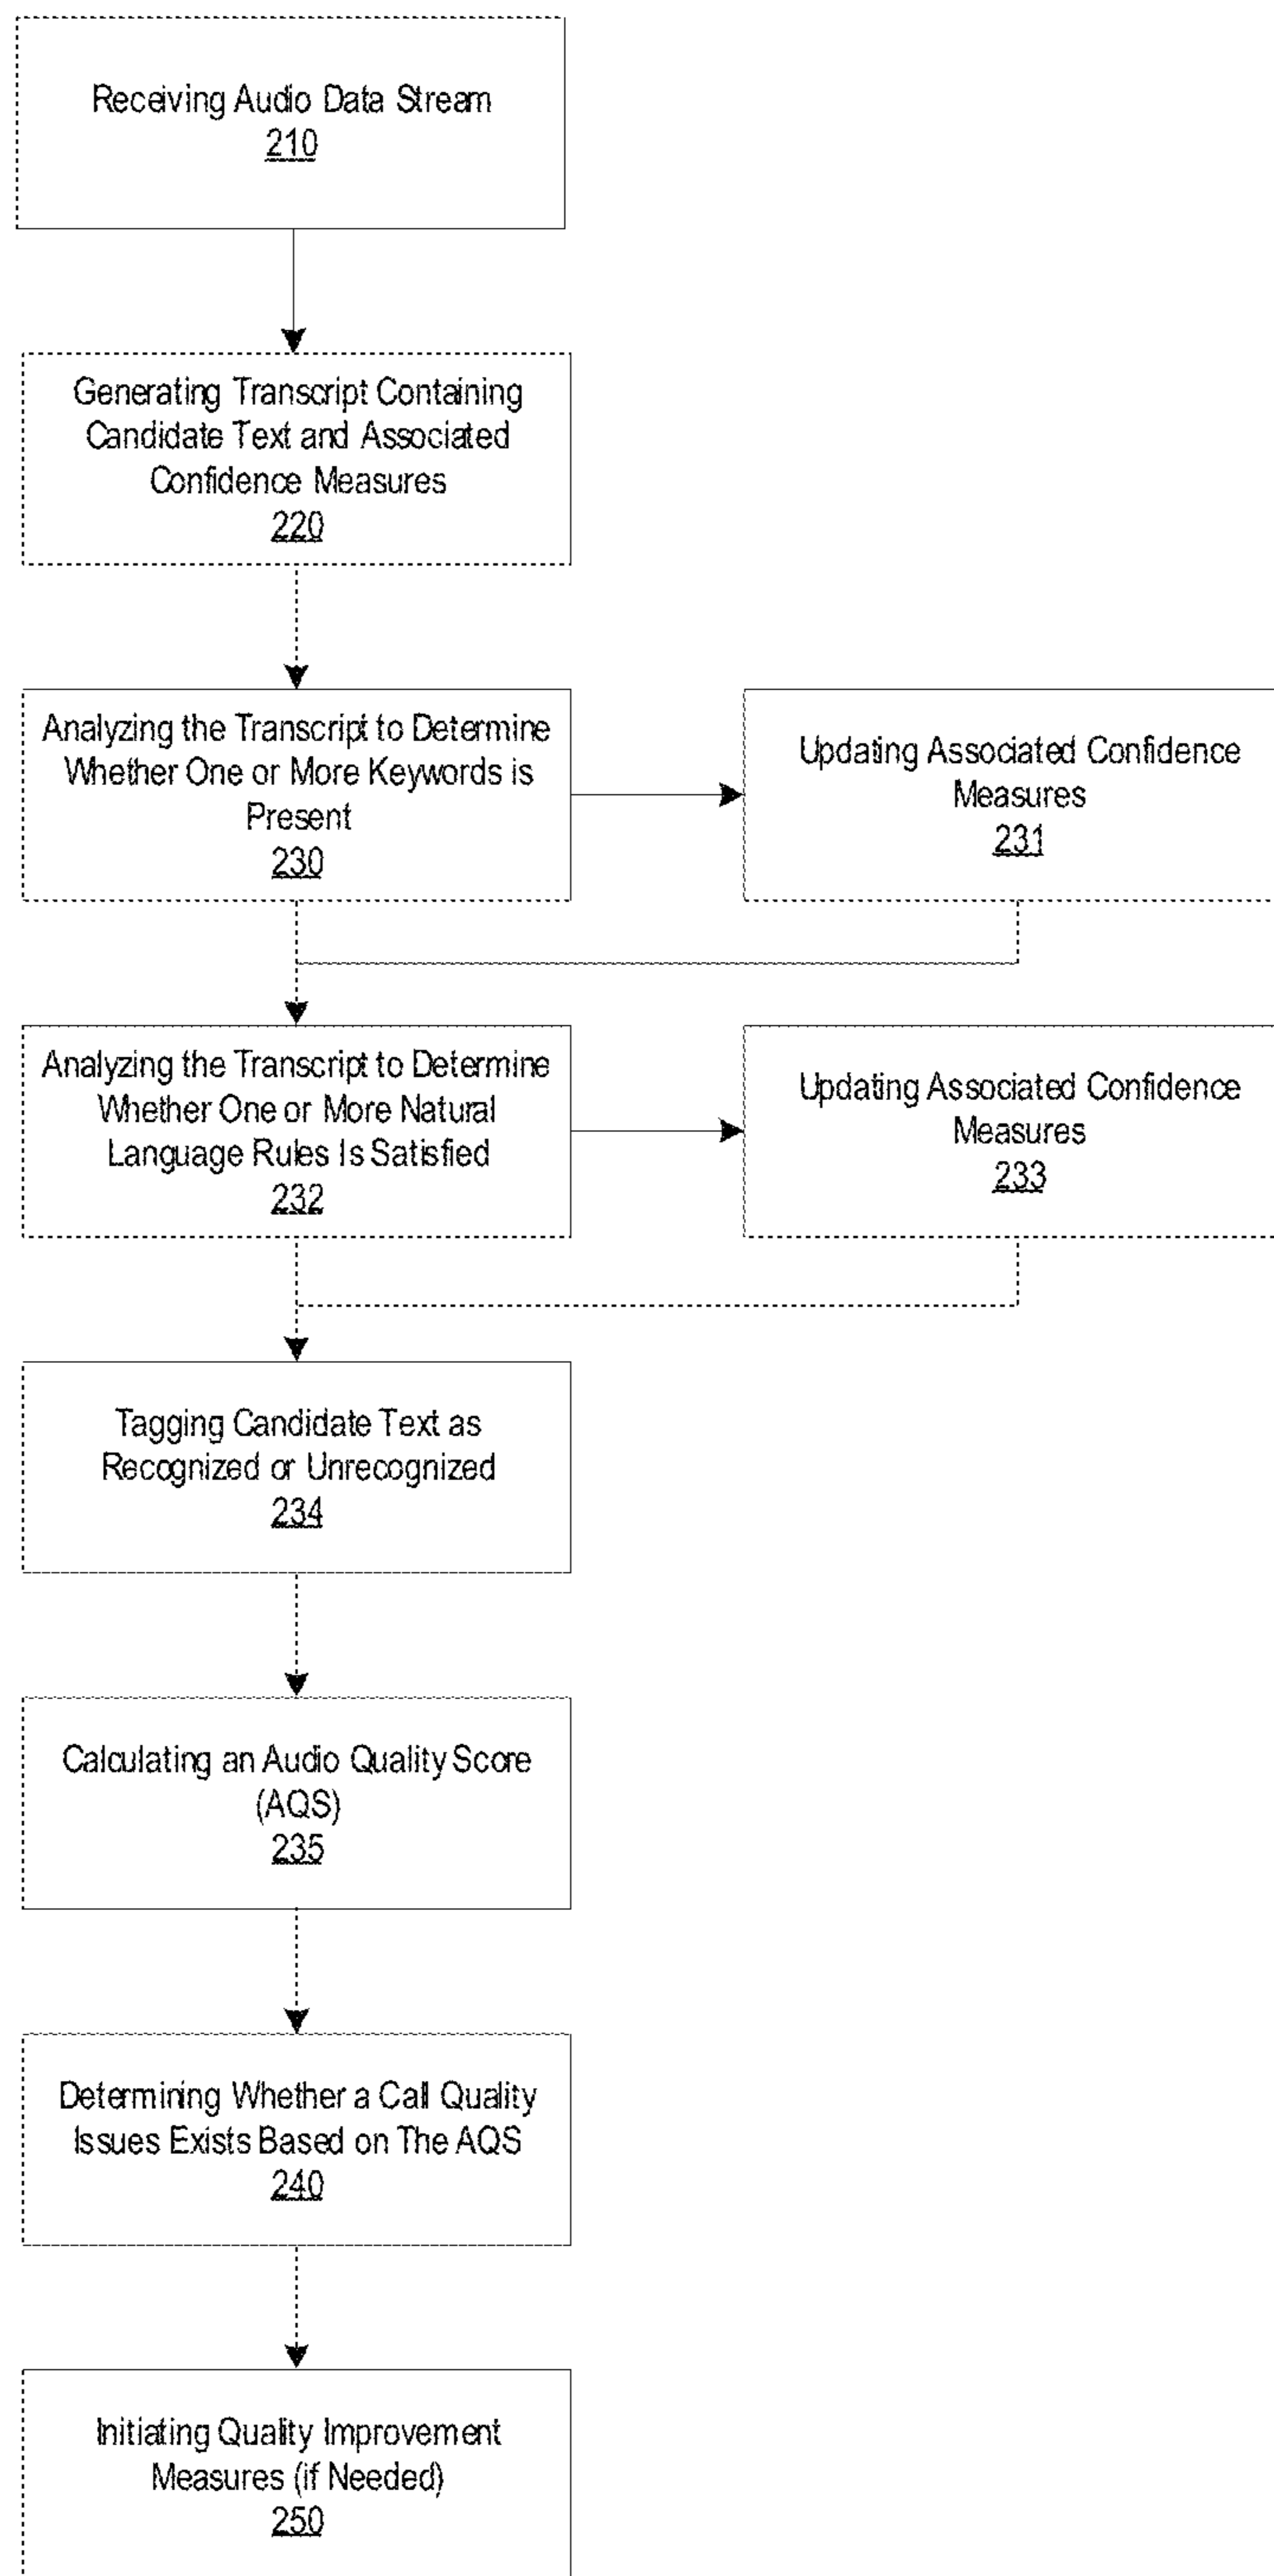 Receiving Audio Data Stream
210
Generating Transcript Containing
Candidate Text and Associated
Confidence Measures
220
Analyzing the Transcript to Determine
Whether One or More Keywords is
Present
230
Updating Associated Confidence
Measures
231
Analyzing the Transcript to Determine
Whether One or More Natural
Language Rules Is Satisfied
232
Updating Associated Confidence
Measures
233
Tagging Candidate Text as
Recognized or Unrecognized
234
Calculating an Audio Quality Score
(AQS)
235
Determining Whether a Call Quality
Issues Exists Based on The AQS
240
Initiating Quality Improvement
Measures (if Needed)
250